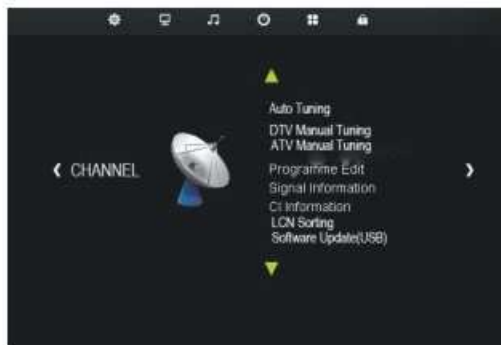 Auto Tuning
DTV Manual Tuning
ATV Manual Tuning
CHANNEL
Programme Edit
Signal Information
CI Information
LCN Sorting
Software Update(USB)